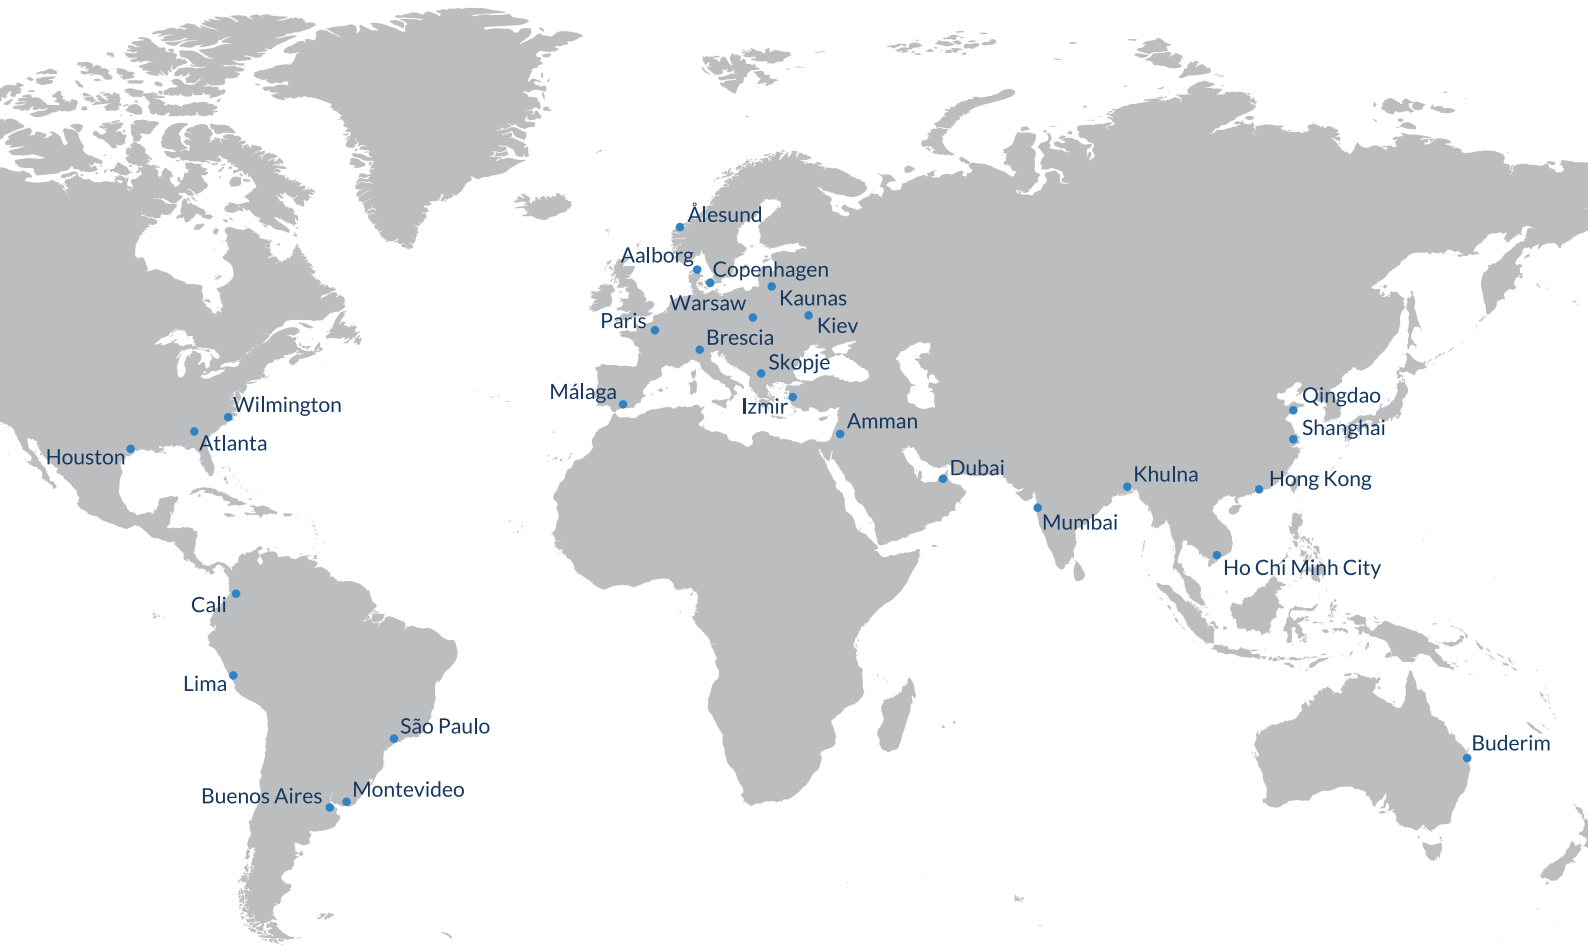 Ålesund
Aalborg
Copenhagen
Kaunas
Warsaw
Kiev
Paris
Brescia
Skopje
Málaga
Izmir
Amman
Wilmington
Atlanta
Houston
Qingdao
Shanghai
Dubai
Khulna
Hong Kong
Mumbai
Ho Chi Minh City
Cali
Lima
São Paulo
Buderim
Montevideo
Buenos Aires